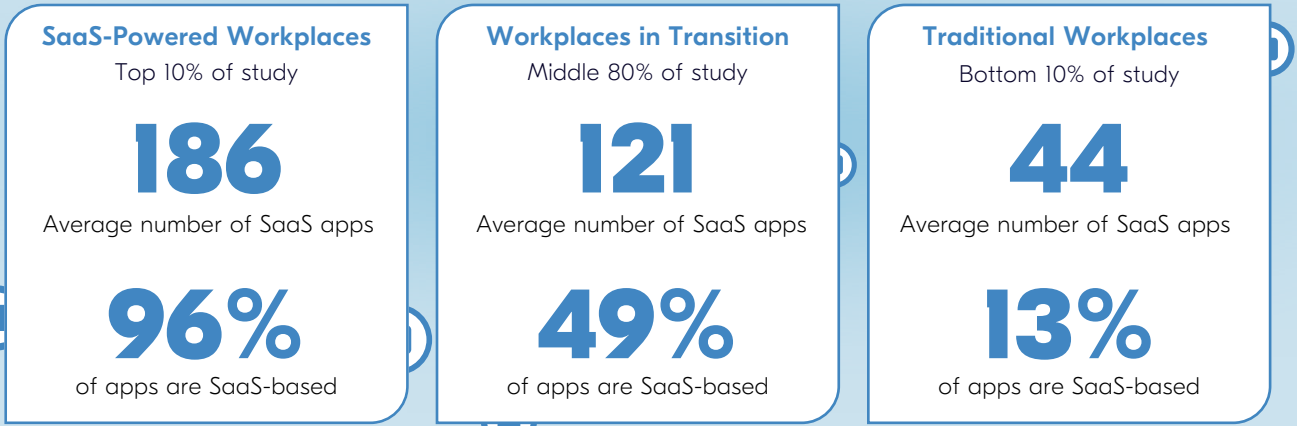 SaaS-Powered Workplaces
Top 10% of study
186
Average number of SaaS apps
96%
of apps are SaaS-based
Workplaces in Transition
Middle 80% of study
121
Average number of SaaS apps
49%
of apps are SaaS-based
Traditional Workplaces
Bottom 10% of study
44
Average number of SaaS apps
13%
of apps are SaaS-based